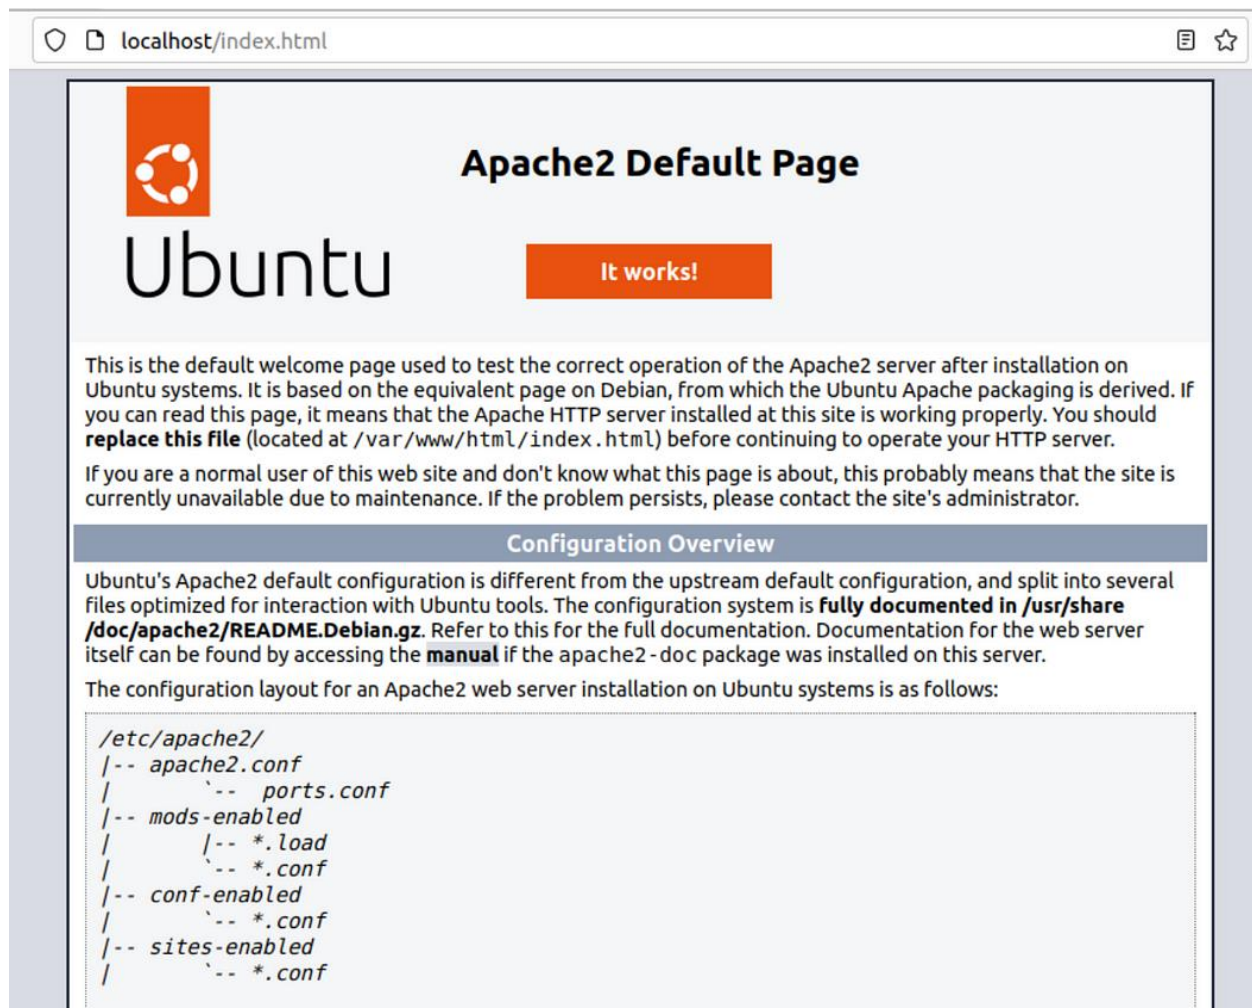 localhost/index.html
Apache2 Default Page
Ubuntu
It works!
This is the default welcome page used to test the correct operation of the Apache2 server after installation on
Ubuntu systems. It is based on the equivalent page on Debian, from which the Ubuntu Apache packaging is derived. If
you can read this page, it means that the Apache HTTP server installed at this site is working properly. You should
replace this file (located at /var/www/html/index.html) before continuing to operate your HTTP server.
If you are a normal user of this web site and don't know what this page is about, this probably means that the site is
currently unavailable due to maintenance. If the problem persists, please contact the site's administrator.
Configuration Overview
Ubuntu's Apache2 default configuration is different from the upstream default configuration, and split into several
files optimized for interaction with Ubuntu tools. The configuration system is fully documented in /usr/share
/doc/apache2/README.Debian.gz. Refer to this for the full documentation. Documentation for the web server
itself can be found by accessing the manual if the apache2-doc package was installed on this server.
The configuration layout for an Apache2 web server installation on Ubuntu systems is as follows:
/etc/apache2/
|-- apache2.conf
|       `--  ports.conf
|-- mods-enabled
|       |-- *.load
|       `-- *.conf
|-- conf-enabled
|       `-- *.conf
|-- sites-enabled
|       `-- *.conf